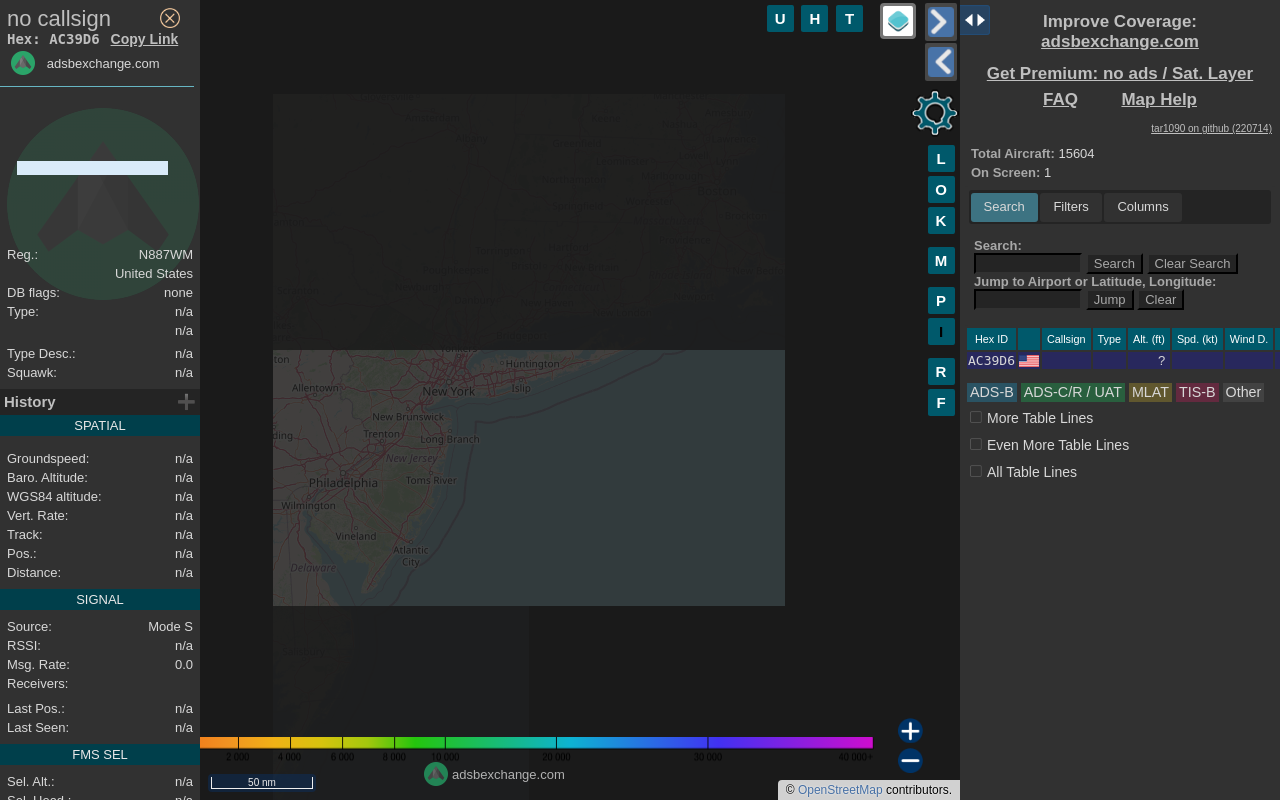 no callsign
Hex: AC39D6 Copy Link
adsbexchange.com
Reg.: N887WM
United States
DB flags: none
Type: n/a
n/a
Type Desc.: n/a
Squawk: n/a
History
SPATIAL
Groundspeed: n/a
Baro. Altitude: n/a
WGS84 altitude: n/a
Vert. Rate: n/a
Track: n/a
Pos.: n/a
Distance: n/a
SIGNAL
Source: Mode S
RSSI: n/a
Msg. Rate: 0.0
Receivers:
Last Pos.: n/a
Last Seen: n/a
FMS SEL
Sel. Alt.: n/a
Sel. Head.: n/a
U H T
L
O
K
M
P
I
R
F
Huntington
Allentown
New York
Islip
New Brunswick
Trenton
Long Branch
New Jersey
Philadelphia
Toms River
Wilmington
Vineland
Atlantic
City
Delaware
2 000 4 000 6 000 8 000 10 000 20 000 30 000 40 000+
adsbexchange.com
50 nm
© OpenStreetMap contributors.
Improve Coverage:
adsbexchange.com
Get Premium: no ads / Sat. Layer
FAQ Map Help
tar1090 on github (220714)
Total Aircraft: 15604
On Screen: 1
Search Filters Columns
Search:
Search Clear Search
Jump to Airport or Latitude, Longitude:
Jump Clear
Hex ID Callsign Type Alt. (ft) Spd. (kt) Wind D.
AC39D6 ?
ADS-B ADS-C/R / UAT MLAT TIS-B Other
More Table Lines
Even More Table Lines
All Table Lines